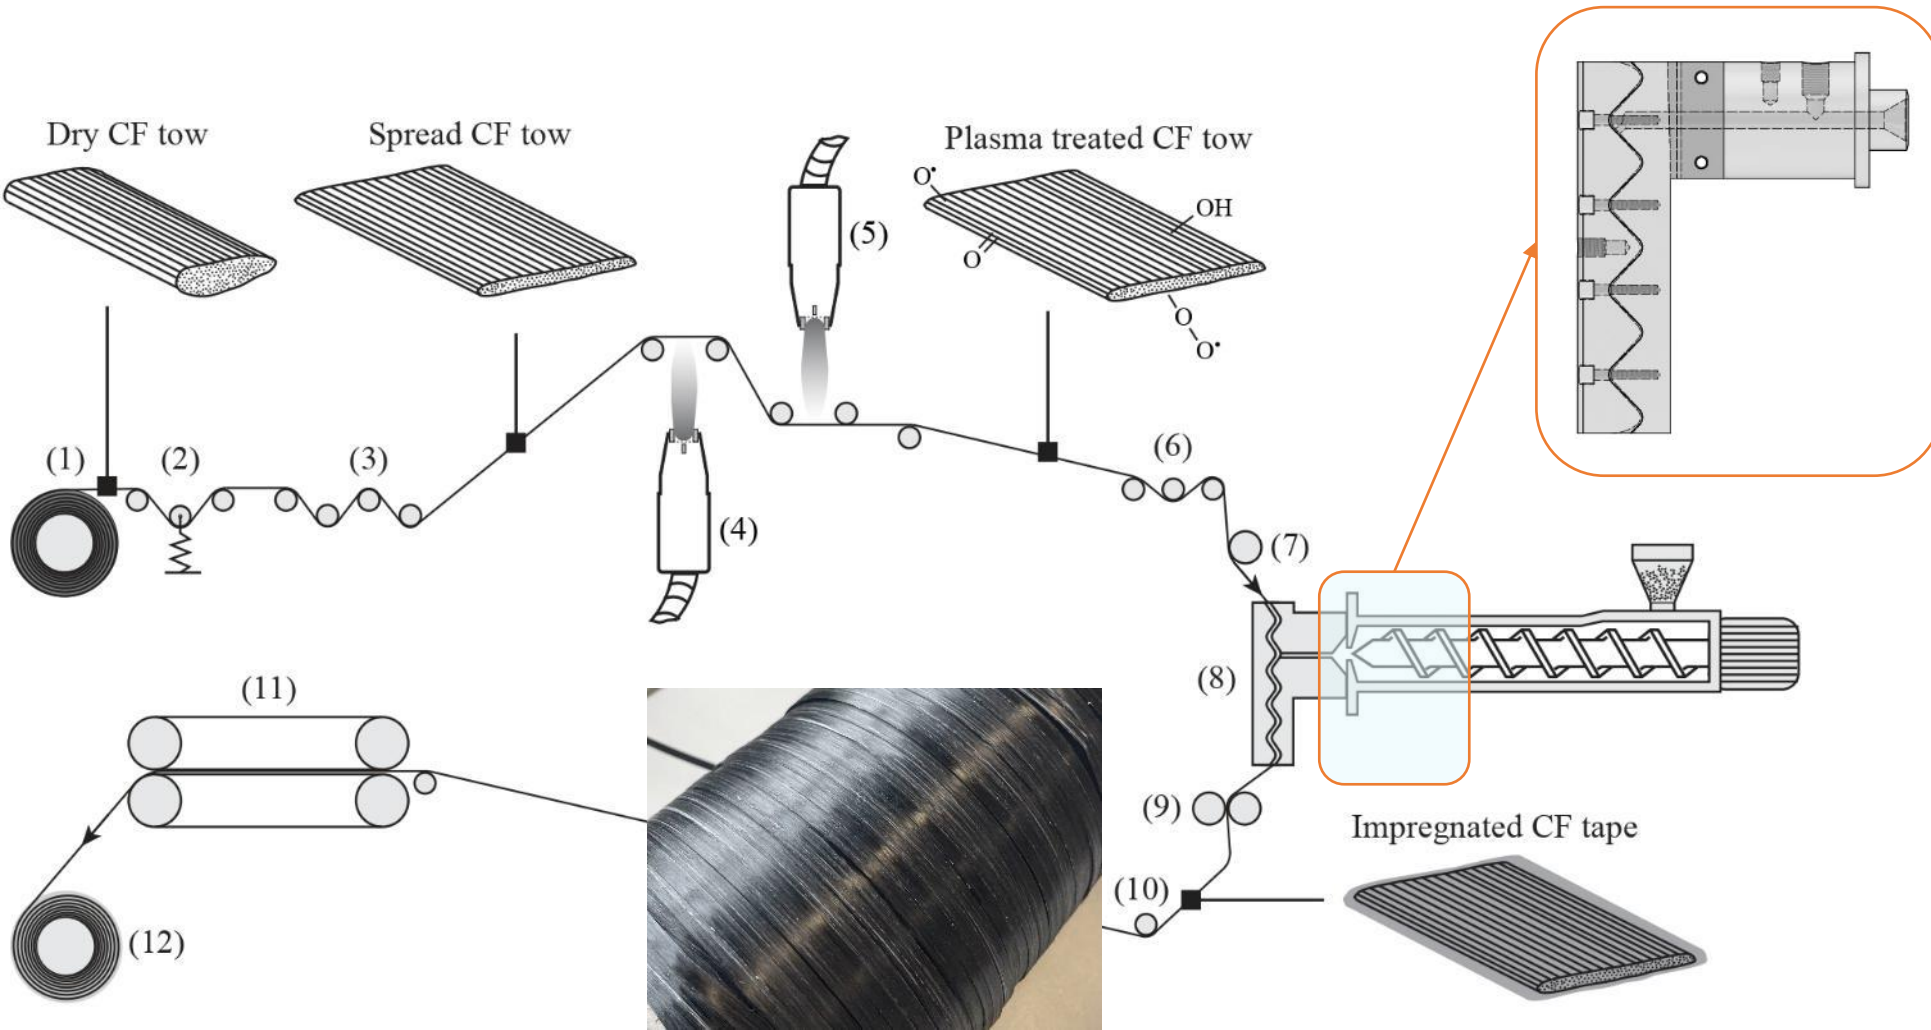 Dry CF tow
Spread CF tow
Plasma treated CF tow
O•
OH
O
O
O•
(1)
(2)
(3)
(4)
(5)
(6)
(7)
(8)
(9)
(10)
Impregnated CF tape
(11)
(12)